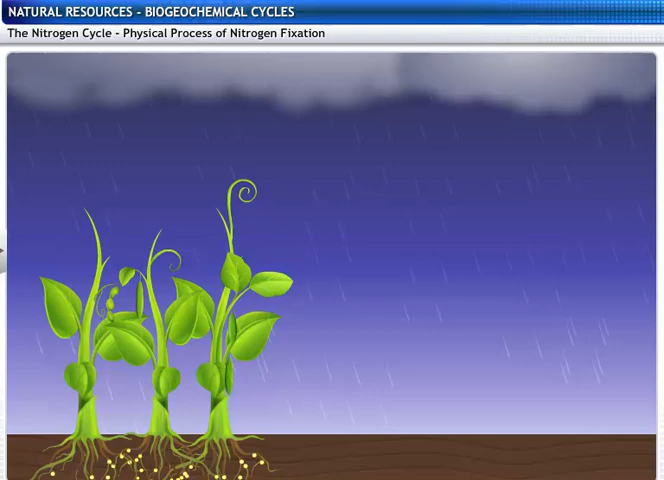 NATURAL RESOURCES - BIOGEOCHEMICAL CYCLES
The Nitrogen Cycle - Physical Process of Nitrogen Fixation